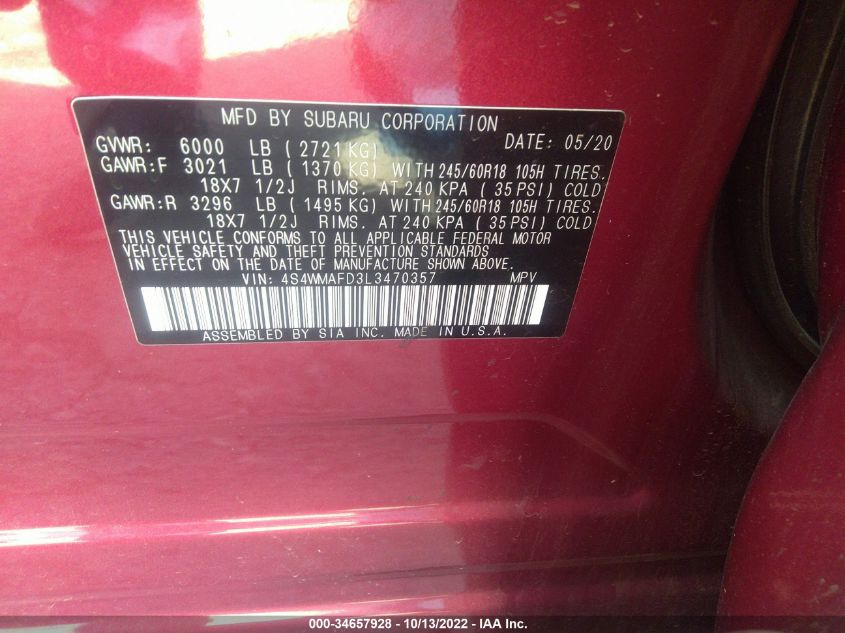 MFD BY SUBARU CORPORATION
GVWR: 6000 LB ( 2721 KG) DATE: 05/20
GAWR:F 3021 LB ( 1370 KG) WITH 245/60R18 105H TIRES.
18X7 1/2J RIMS. AT 240 KPA ( 35 PSI) COLD
GAWR:R 3296 LB ( 1495 KG) WITH 245/60R18 105H TIRES.
18X7 1/2J RIMS. AT 240 KPA ( 35 PSI) COLD
THIS VEHICLE CONFORMS TO ALL APPLICABLE FEDERAL MOTOR
VEHICLE SAFETY AND THEFT PREVENTION STANDARDS
IN EFFECT ON THE DATE OF MANUFACTURE SHOWN ABOVE.
VIN: 4S4WMAFD3L3470357 MPV
ASSEMBLED BY SIA INC. MADE IN U.S.A.
000-34657928 - 10/13/2022 - IAA Inc.